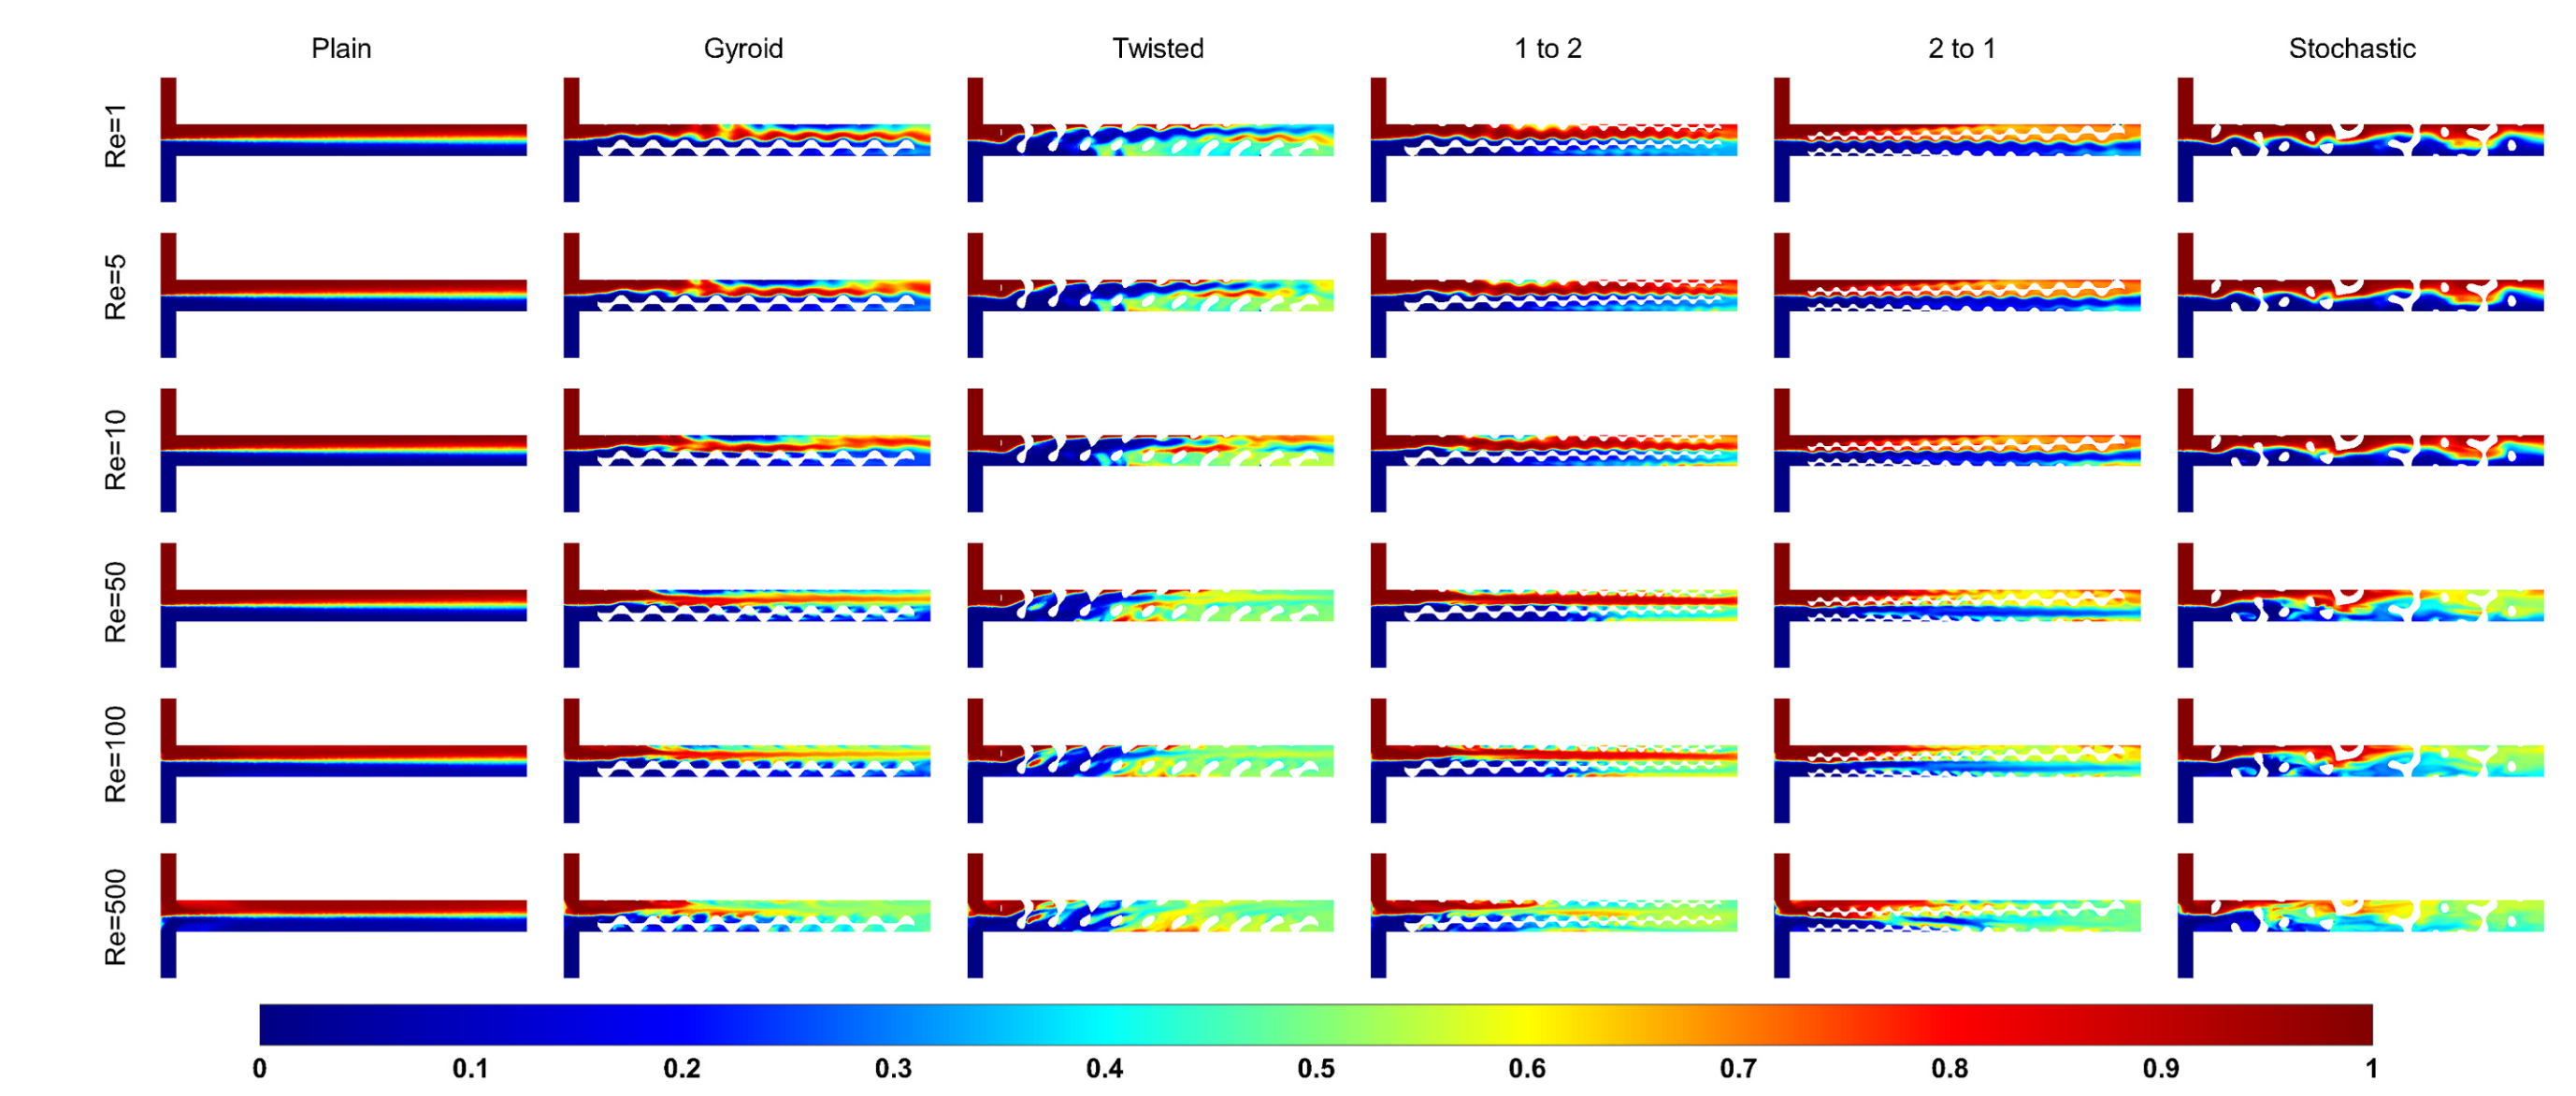 Plain Gyroid Twisted 1 to 2 2 to 1 Stochastic
Re=1
Re=5
Re=10
Re=50
Re=100
Re=500
0 0.1 0.2 0.3 0.4 0.5 0.6 0.7 0.8 0.9 1